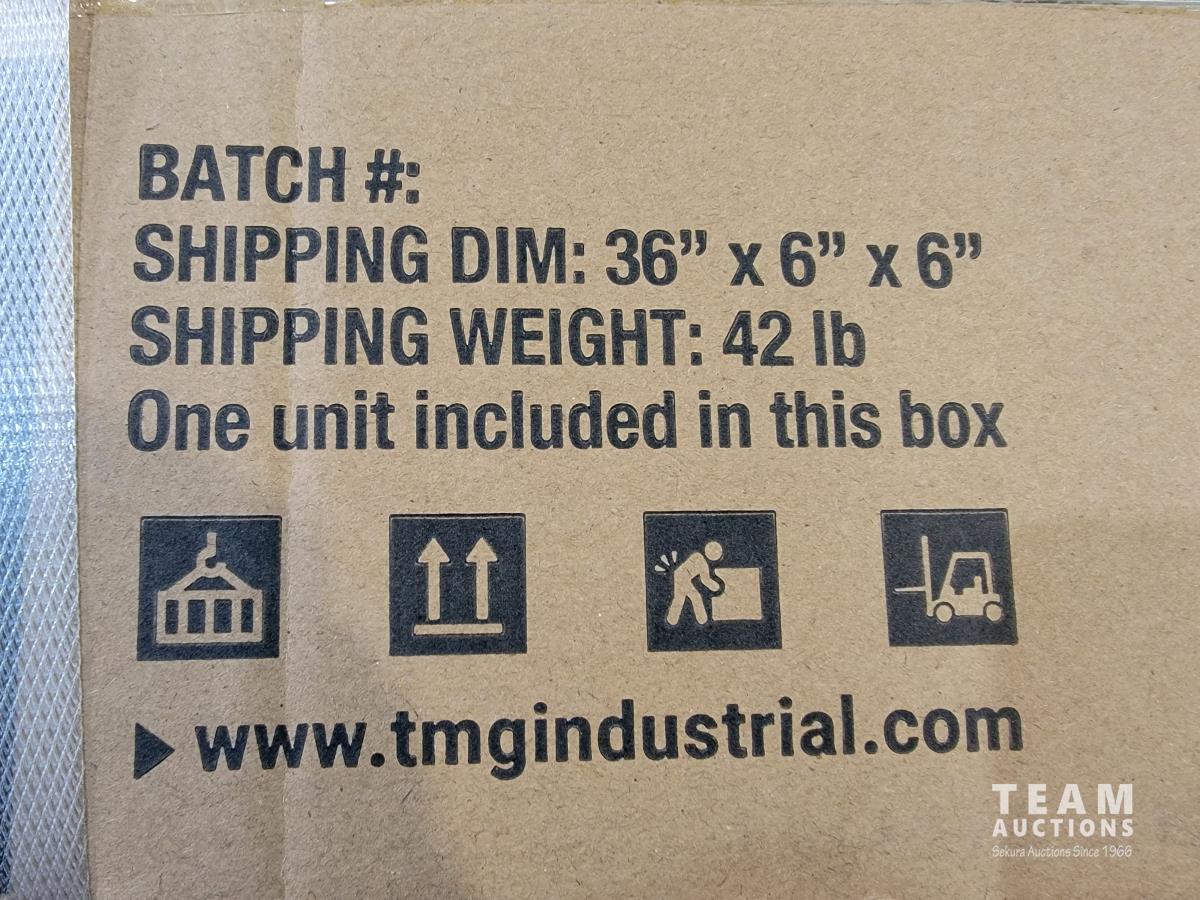 BATCH #:
SHIPPING DIM: 36” x 6” x 6”
SHIPPING WEIGHT: 42 lb
One unit included in this box
www.tmgindustrial.com
TEAM
AUCTIONS
Sekura Auctions Since 1966